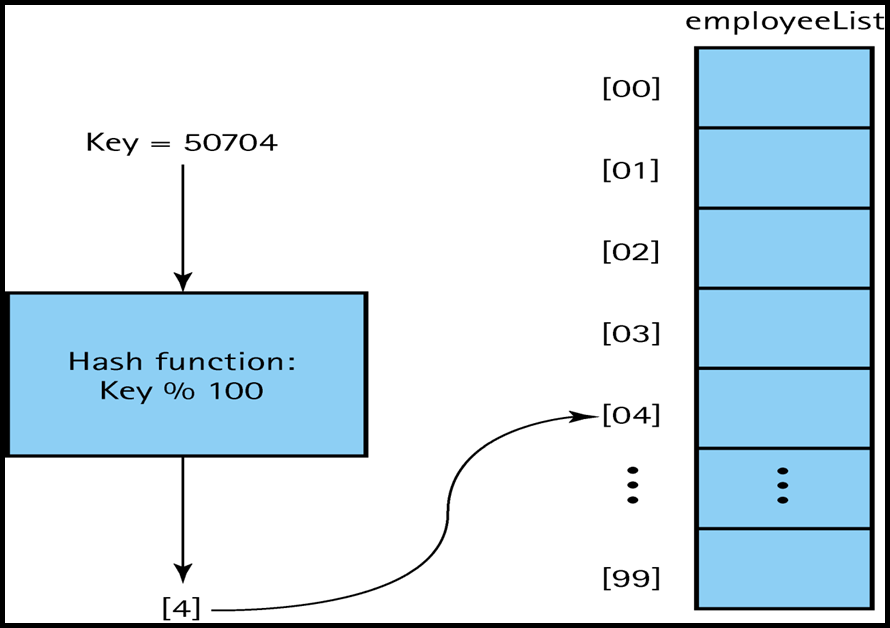 employeeList
Key = 50704
Hash function:
Key % 100
[4]
[00]
[01]
[02]
[03]
[04]
[99]